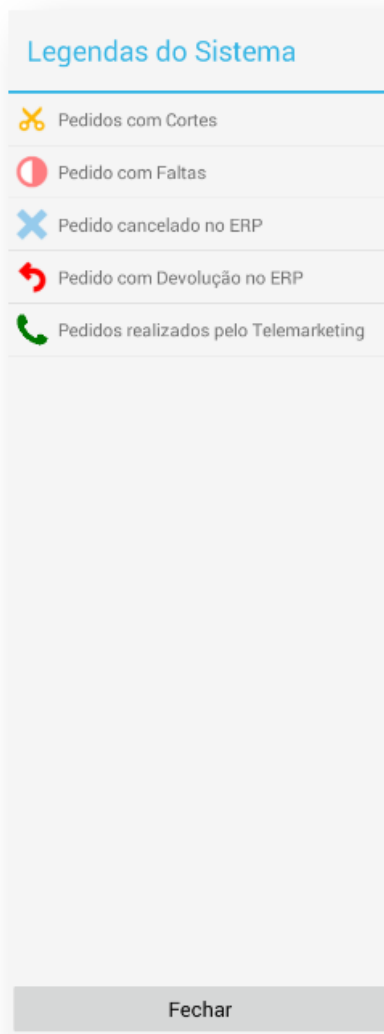 Legendas do Sistema
Pedidos com Cortes
Pedido com Faltas
Pedido cancelado no ERP
Pedido com Devolução no ERP
Pedidos realizados pelo Telemarketing
Fechar